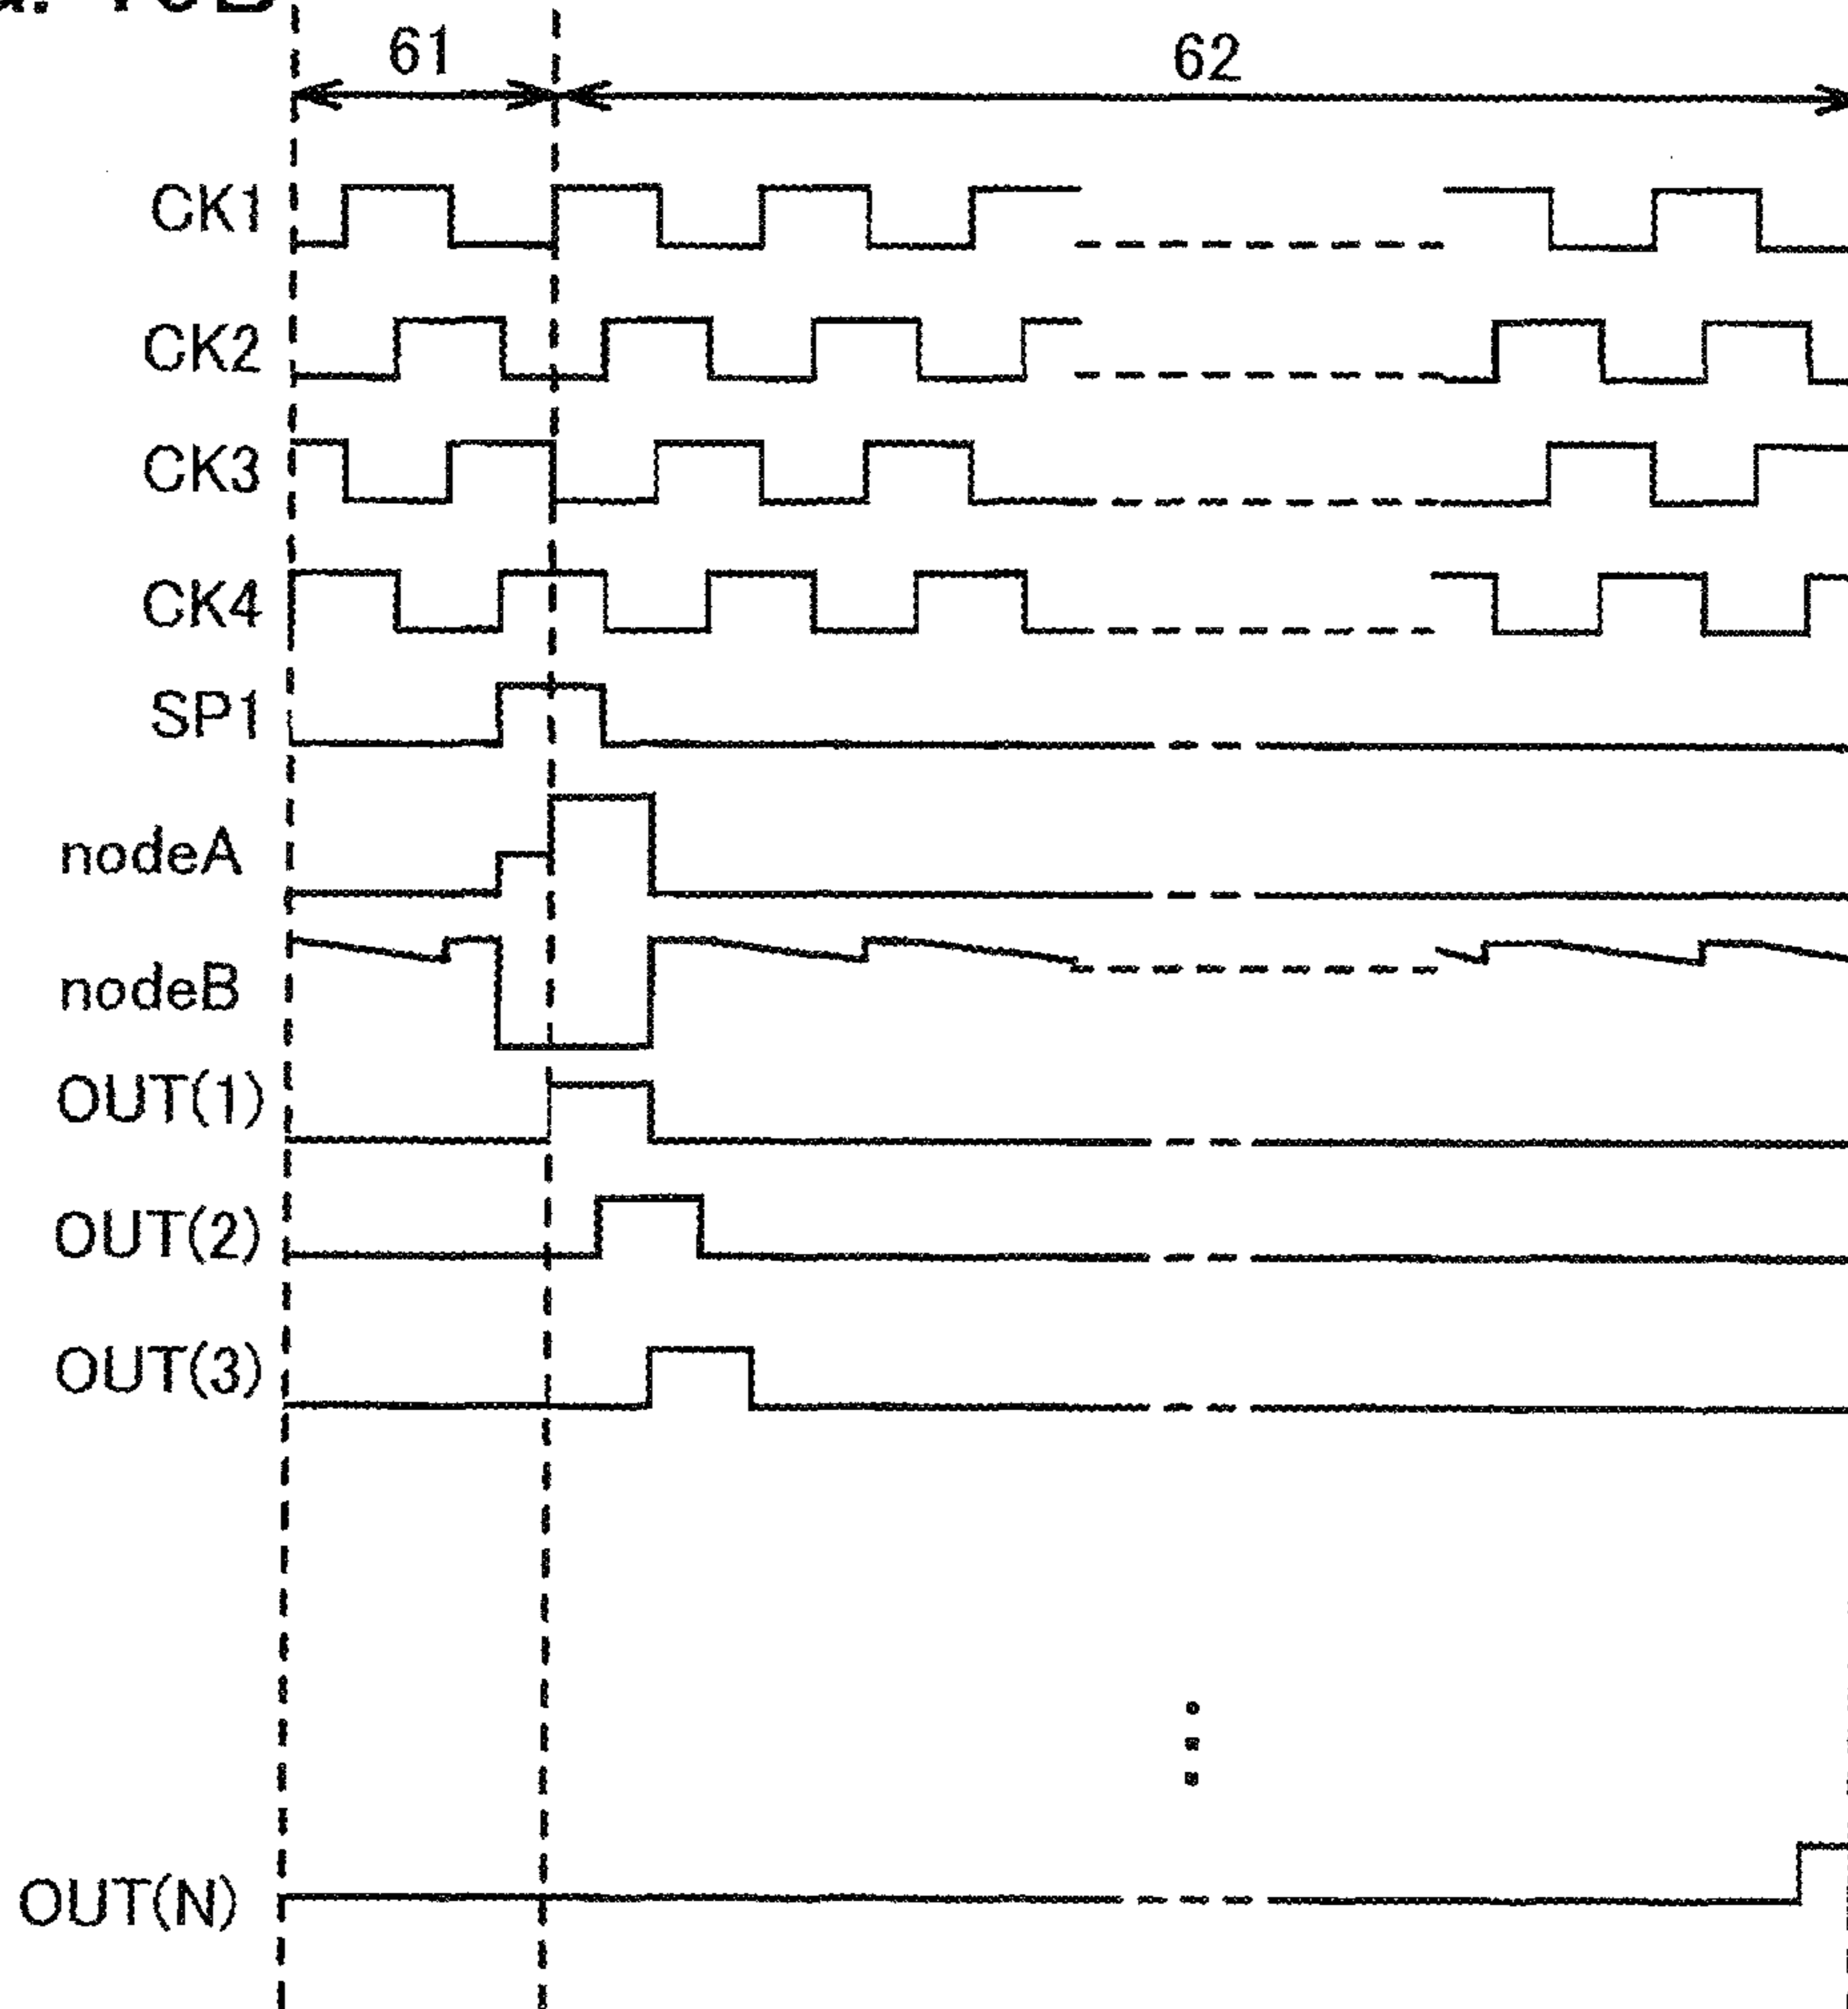 61
62
CK1
CK2
CK3
CK4
SP1
nodeA
nodeB
OUT(1)
OUT(2)
OUT(3)
OUT(N)